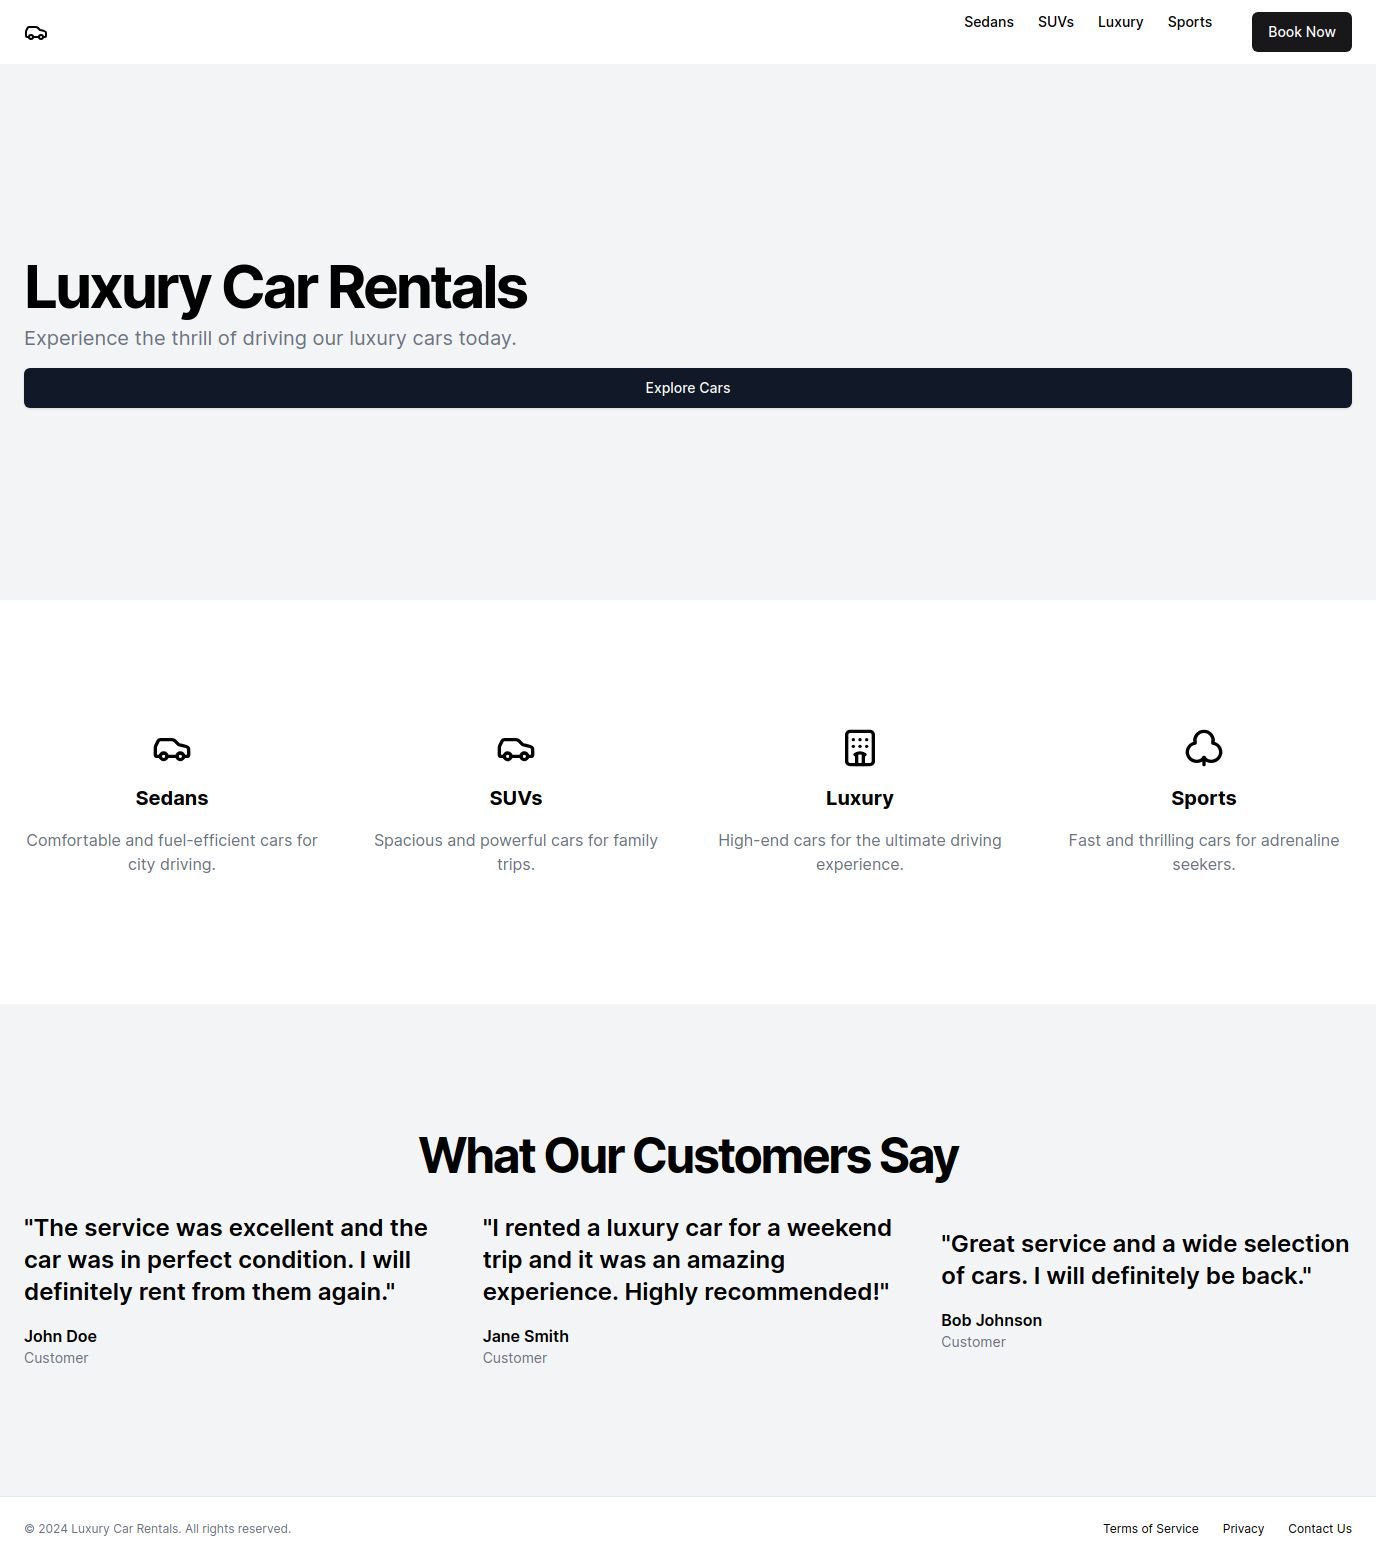 Sedans SUVs Luxury Sports Book Now
Luxury Car Rentals
Experience the thrill of driving our luxury cars today.
Explore Cars
Sedans
Comfortable and fuel-efficient cars for
city driving.
SUVs
Spacious and powerful cars for family
trips.
Luxury
High-end cars for the ultimate driving
experience.
Sports
Fast and thrilling cars for adrenaline
seekers.
What Our Customers Say
"The service was excellent and the
car was in perfect condition. I will
definitely rent from them again."
John Doe
Customer
"I rented a luxury car for a weekend
trip and it was an amazing
experience. Highly recommended!"
Jane Smith
Customer
"Great service and a wide selection
of cars. I will definitely be back."
Bob Johnson
Customer
© 2024 Luxury Car Rentals. All rights reserved.
Terms of Service Privacy Contact Us